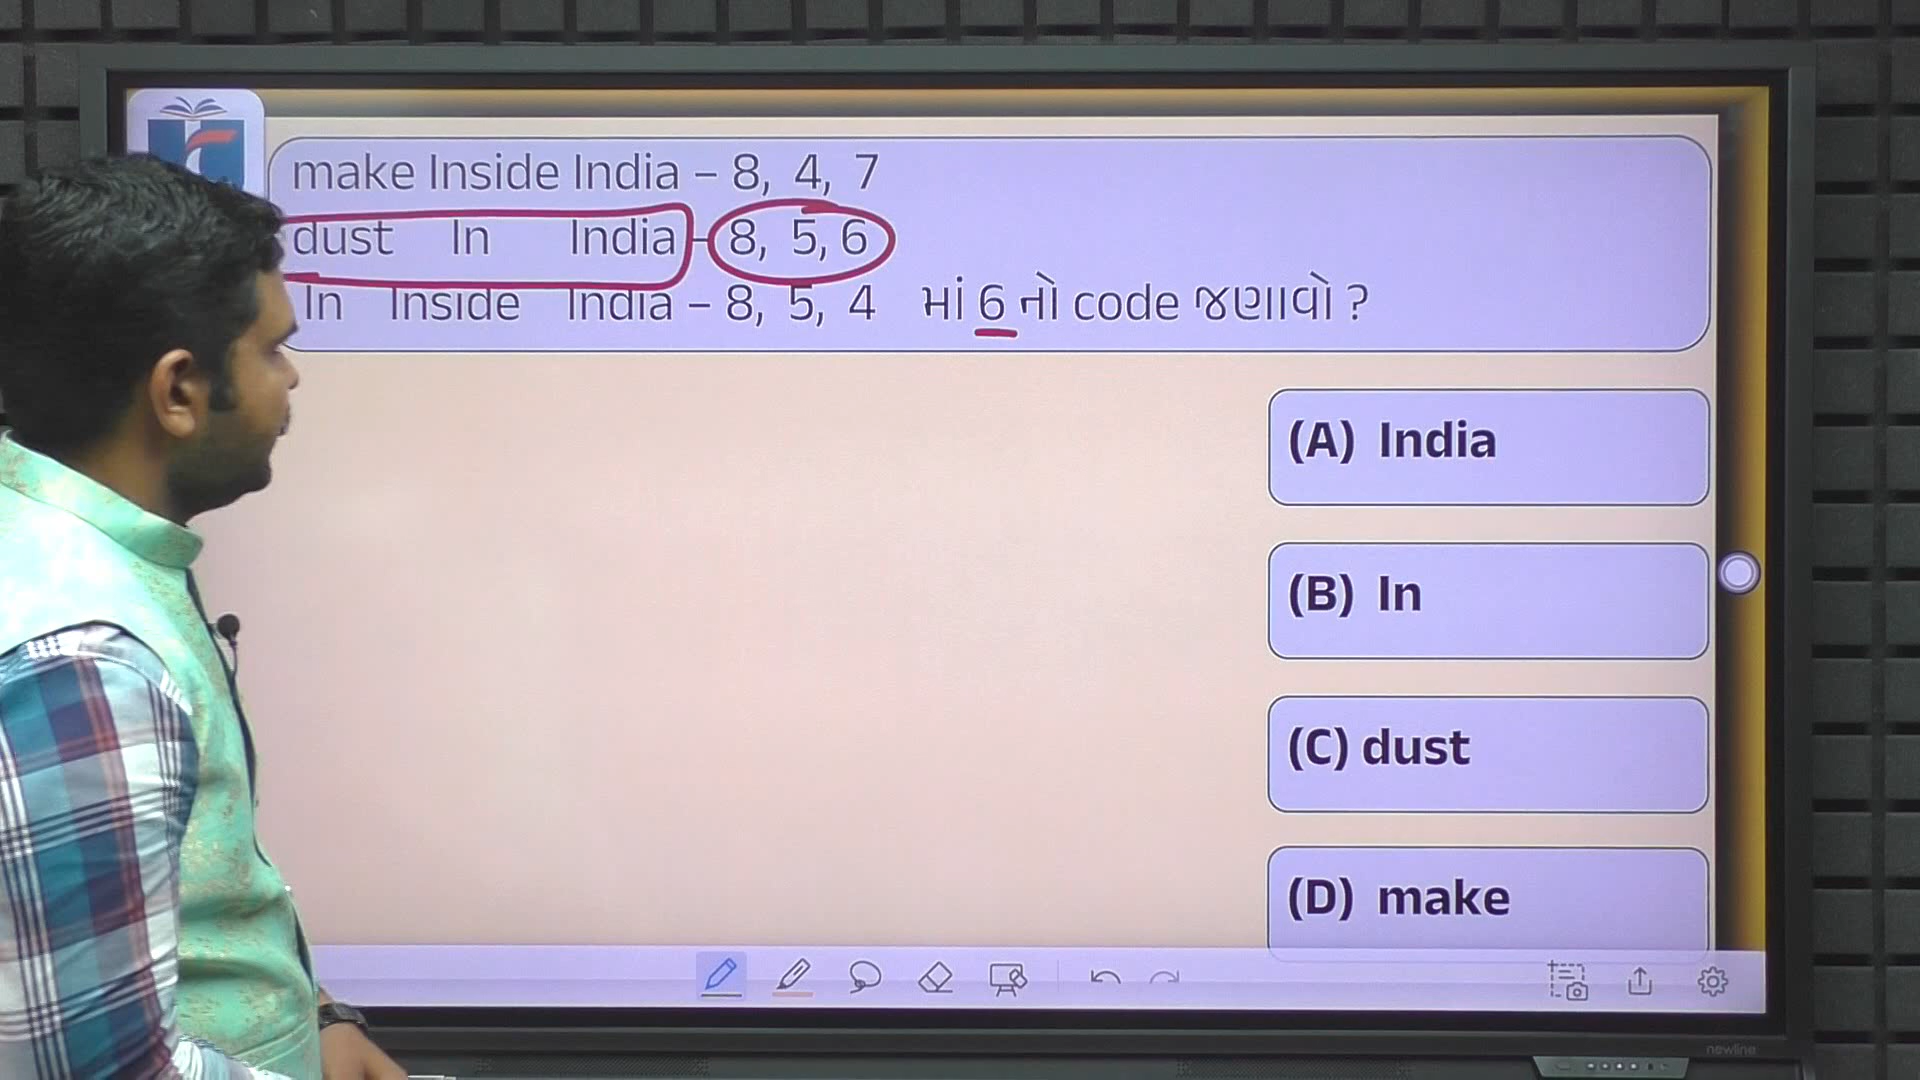 make Inside India – 8, 4, 7
dust In India – 8, 5, 6
In Inside India – 8, 5, 4 માં 6 નો code જણાવો ?
(A) India
(B) In
(C) dust
(D) make
newline